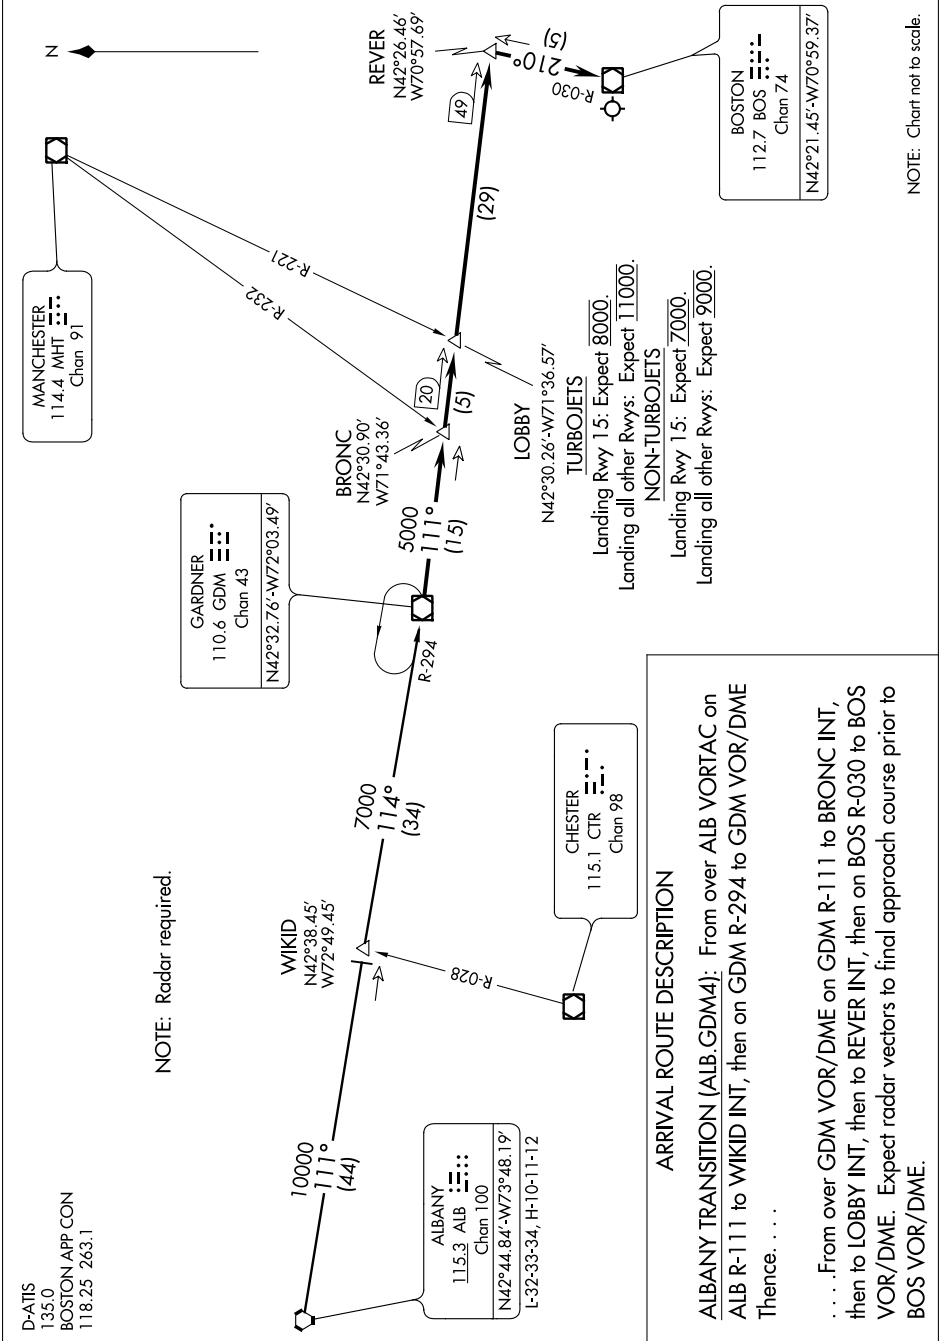 D-ATIS
135.0
BOSTON APP CON
118.25 263.1
NOTE: Radar required.
N
MANCHESTER
114.4 MHT
Chan 91
R-221
R-232
REVER
N42°26.46'
W70°57.69'
49
210°
(5)
R-030
BOSTON
112.7 BOS
Chan 74
N42°21.45'-W70°59.37'
NOTE: Chart not to scale.
(29)
20
(5)
BRONC
N42°30.90'
W71°43.36'
LOBBY
N42°30.26'-W71°36.57'
TURBOJETS
Landing Rwy 15: Expect 8000.
Landing all other Rwys: Expect 11000.
NON-TURBOJETS
Landing Rwy 15: Expect 7000.
Landing all other Rwys: Expect 9000.
5000
111°
(15)
GARDNER
110.6 GDM
Chan 43
N42°32.76'-W72°03.49'
R-294
7000
114°
(34)
WIKID
N42°38.45'
W72°49.45'
R-028
CHESTER
115.1 CTR
Chan 98
10000
111°
(44)
ALBANY
115.3 ALB
Chan 100
N42°44.84'-W73°48.19'
L-32-33-34, H-10-11-12
ARRIVAL ROUTE DESCRIPTION
ALBANY TRANSITION (ALB.GDM4): From over ALB VORTAC on
ALB R-111 to WIKID INT, then on GDM R-294 to GDM VOR/DME
Thence. . . .
. . . .From over GDM VOR/DME on GDM R-111 to BRONC INT,
then to LOBBY INT, then to REVER INT, then on BOS R-030 to BOS
VOR/DME. Expect radar vectors to final approach course prior to
BOS VOR/DME.